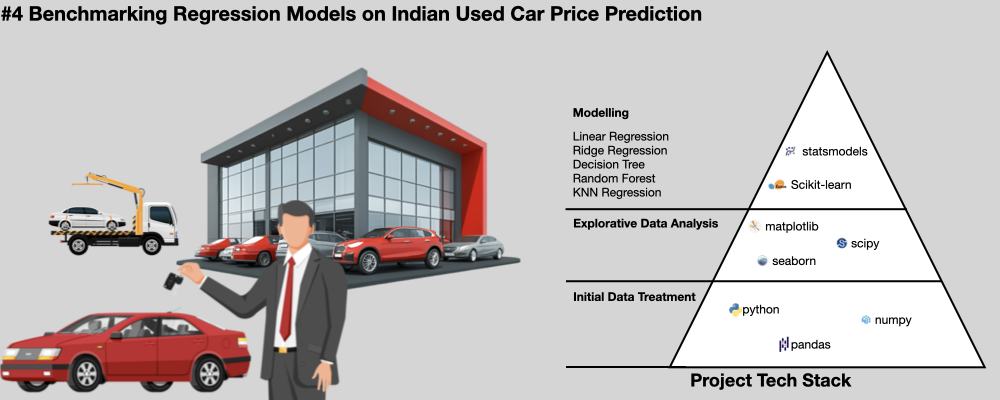 #4 Benchmarking Regression Models on Indian Used Car Price Prediction
Modelling
Linear Regression
Ridge Regression
Decision Tree
Random Forest
KNN Regression
statsmodels
Scikit-learn
Explorative Data Analysis
matplotlib
scipy
seaborn
Initial Data Treatment
python
numpy
pandas
Project Tech Stack